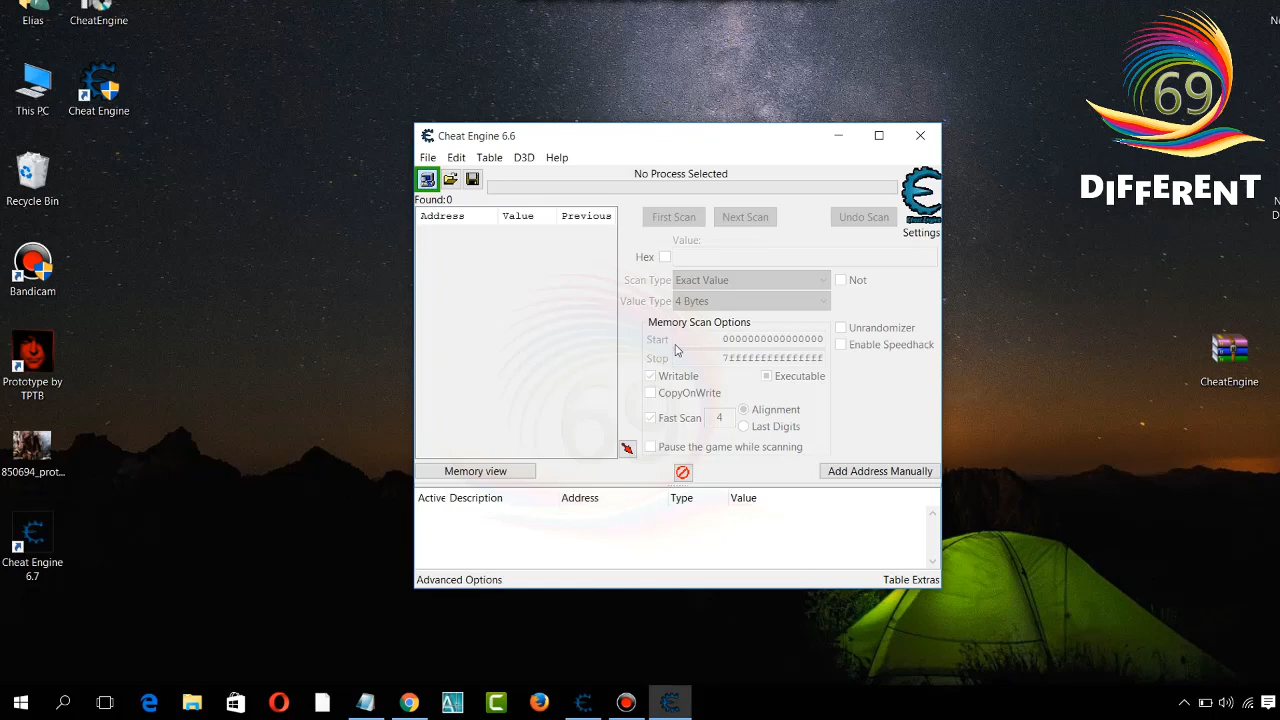 Elias
CheatEngine
This PC
Cheat Engine
Recycle Bin
Bandicam
Prototype by
TPTB
850694_prot...
Cheat Engine
6.7
69
DiFFERENT
CheatEngine
Cheat Engine 6.6
File Edit Table D3D Help
No Process Selected
Found:0
Address Value Previous
First Scan Next Scan Undo Scan
Settings
Value:
Hex
Scan Type Exact Value Not
Value Type 4 Bytes
Memory Scan Options
Start 0000000000000000
Stop 7fffffffffffffff
Unrandomizer
Enable Speedhack
Writable Executable
CopyOnWrite
Fast Scan 4 Alignment
Last Digits
Pause the game while scanning
Memory view Add Address Manually
Active Description Address Type Value
Advanced Options Table Extras